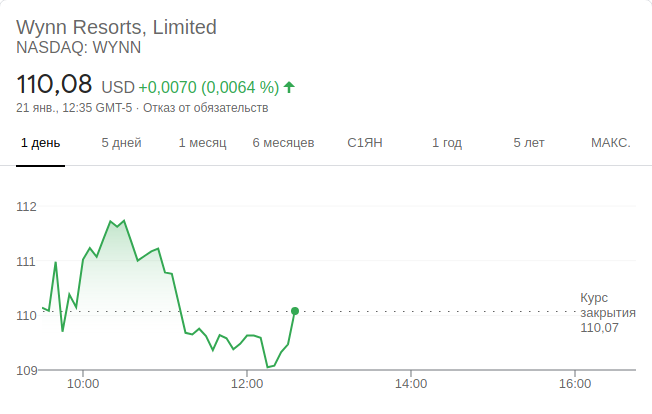 Wynn Resorts, Limited
NASDAQ: WYNN
110,08 USD +0,0070 (0,0064 %)
21 янв., 12:35 GMT-5 · Отказ от обязательств
1 день 5 дней 1 месяц 6 месяцев С1ЯН 1 год 5 лет МАКС.
112
111
110
109
Курс
закрытия
110,07
10:00 12:00 14:00 16:00